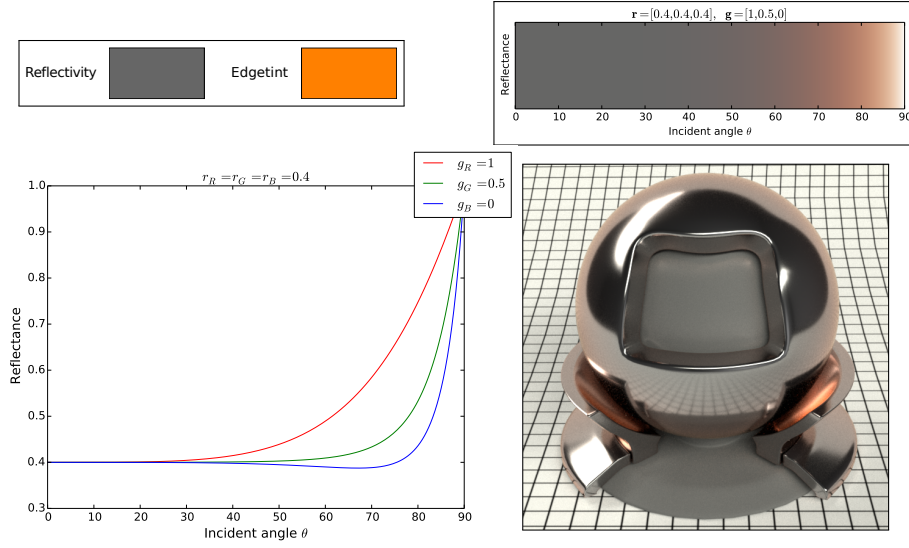 Reflectivity
Edgetint
r=[0.4,0.4,0.4], g=[1,0.5,0]
Reflectance
0 10 20 30 40 50 60 70 80 90
Incident angle θ
r_R = r_G = r_B = 0.4
g_R = 1
g_G = 0.5
g_B = 0
1.0
0.9
0.8
0.7
0.6
0.5
0.4
0.3
Reflectance
0 10 20 30 40 50 60 70 80 90
Incident angle θ